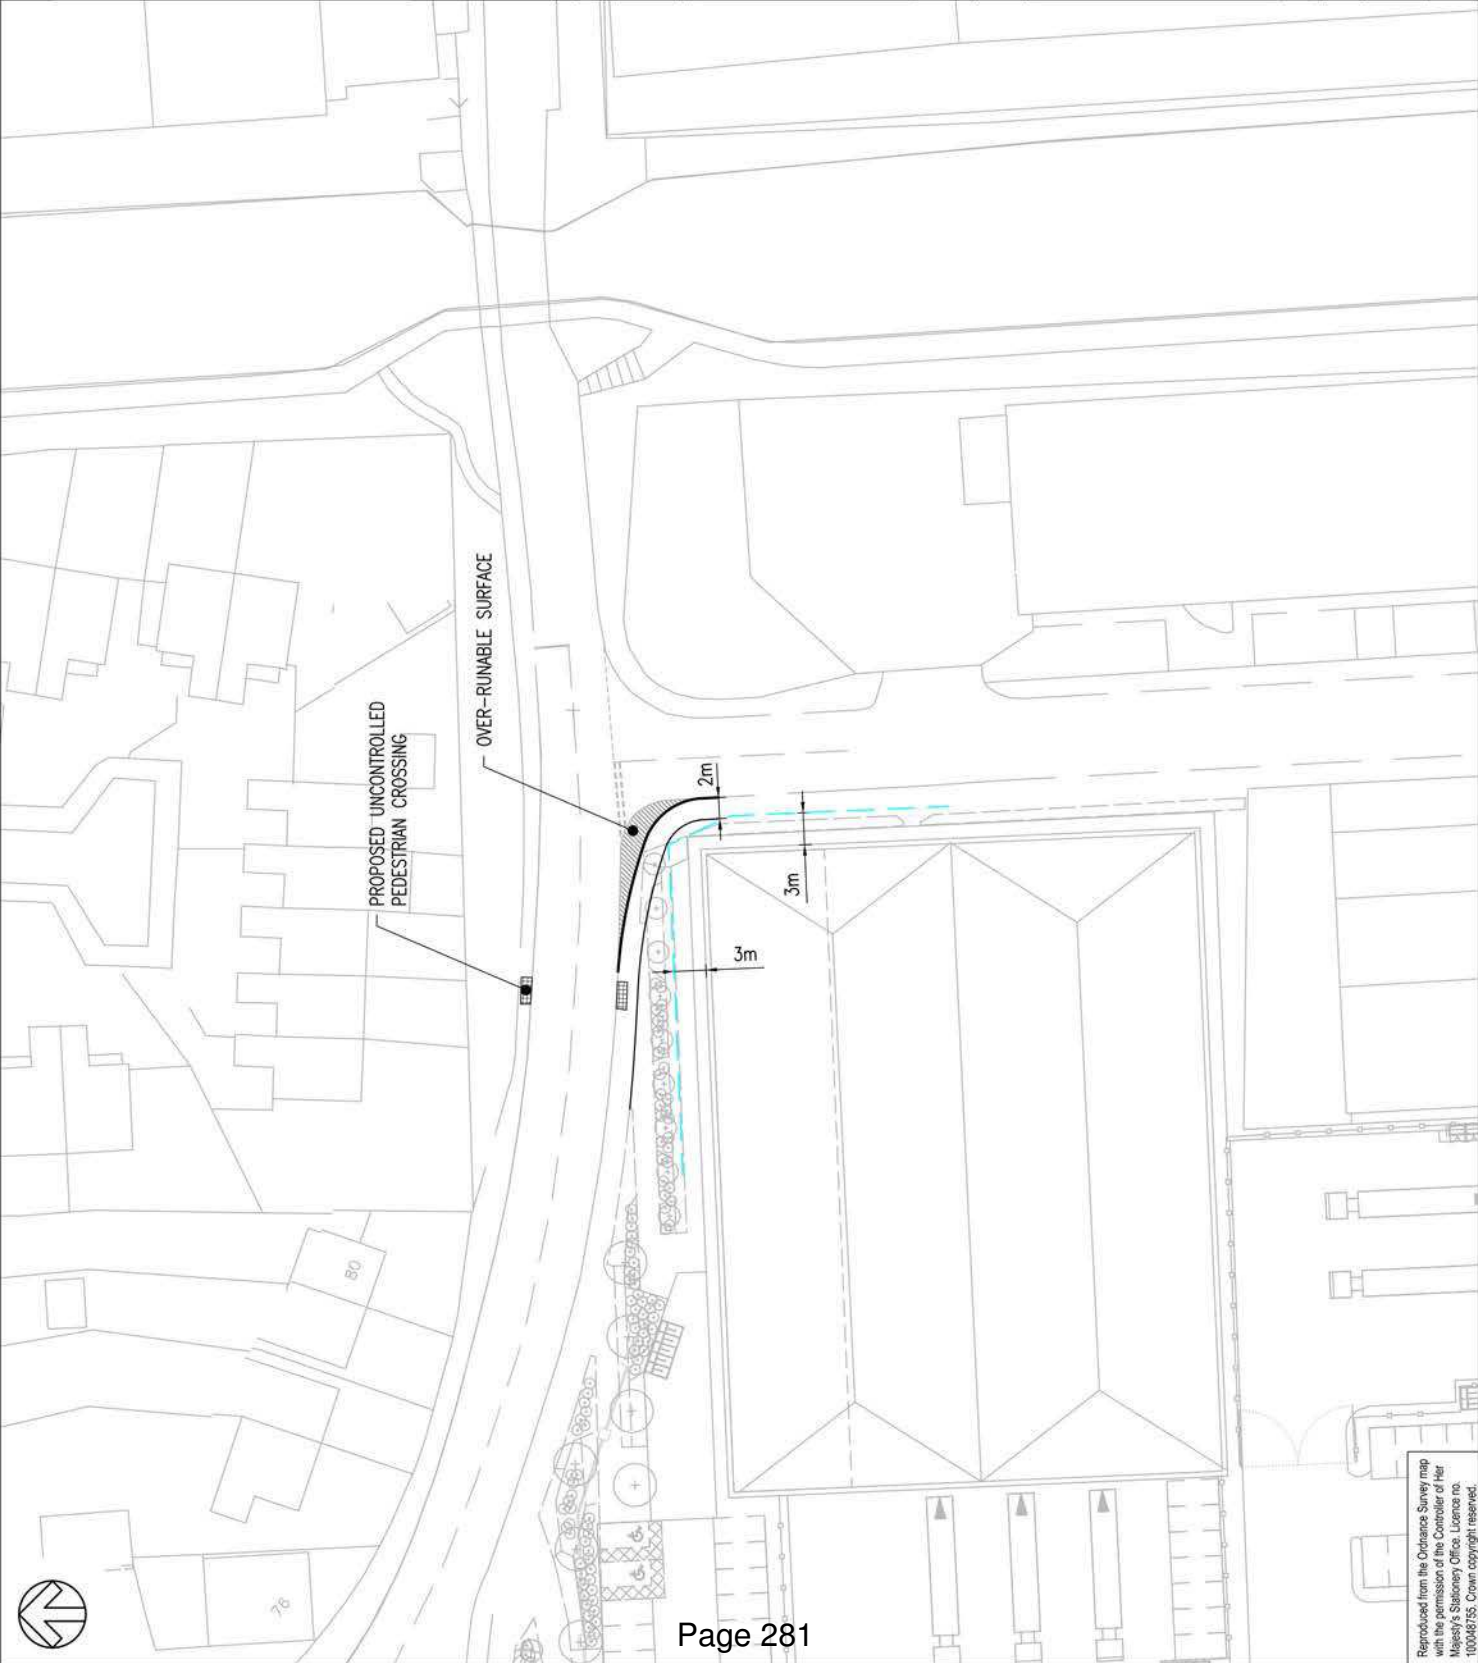 PROPOSED UNCONTROLLED
PEDESTRIAN CROSSING
OVER-RUNABLE SURFACE
2m
3m
3m
80
78
Page 281
Reproduced from the Ordnance Survey map
with the permission of the Controller of Her
Majesty's Stationery Office. Licence no.
100048755. Crown copyright reserved.